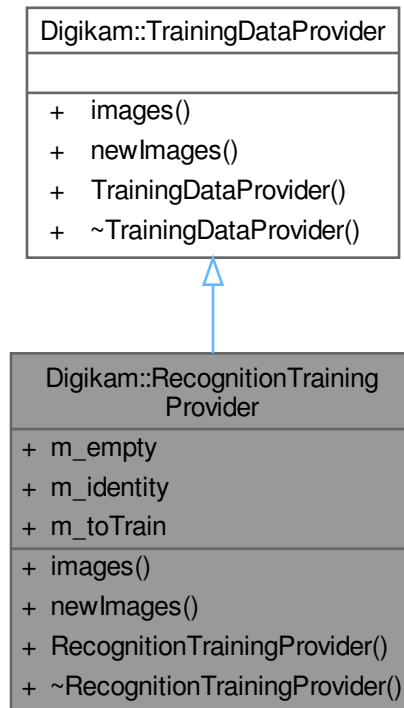 Digikam::TrainingDataProvider
+ images()
+ newImages()
+ TrainingDataProvider()
+ ~TrainingDataProvider()
Digikam::RecognitionTraining
Provider
+ m_empty
+ m_identity
+ m_toTrain
+ images()
+ newImages()
+ RecognitionTrainingProvider()
+ ~RecognitionTrainingProvider()